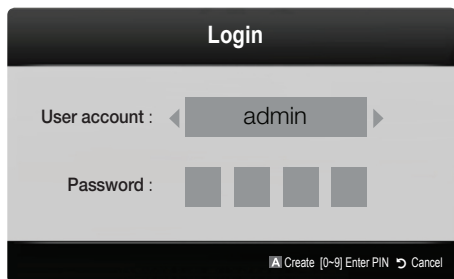 Login
User account : admin
Password :
A Create [0~9] Enter PIN Cancel